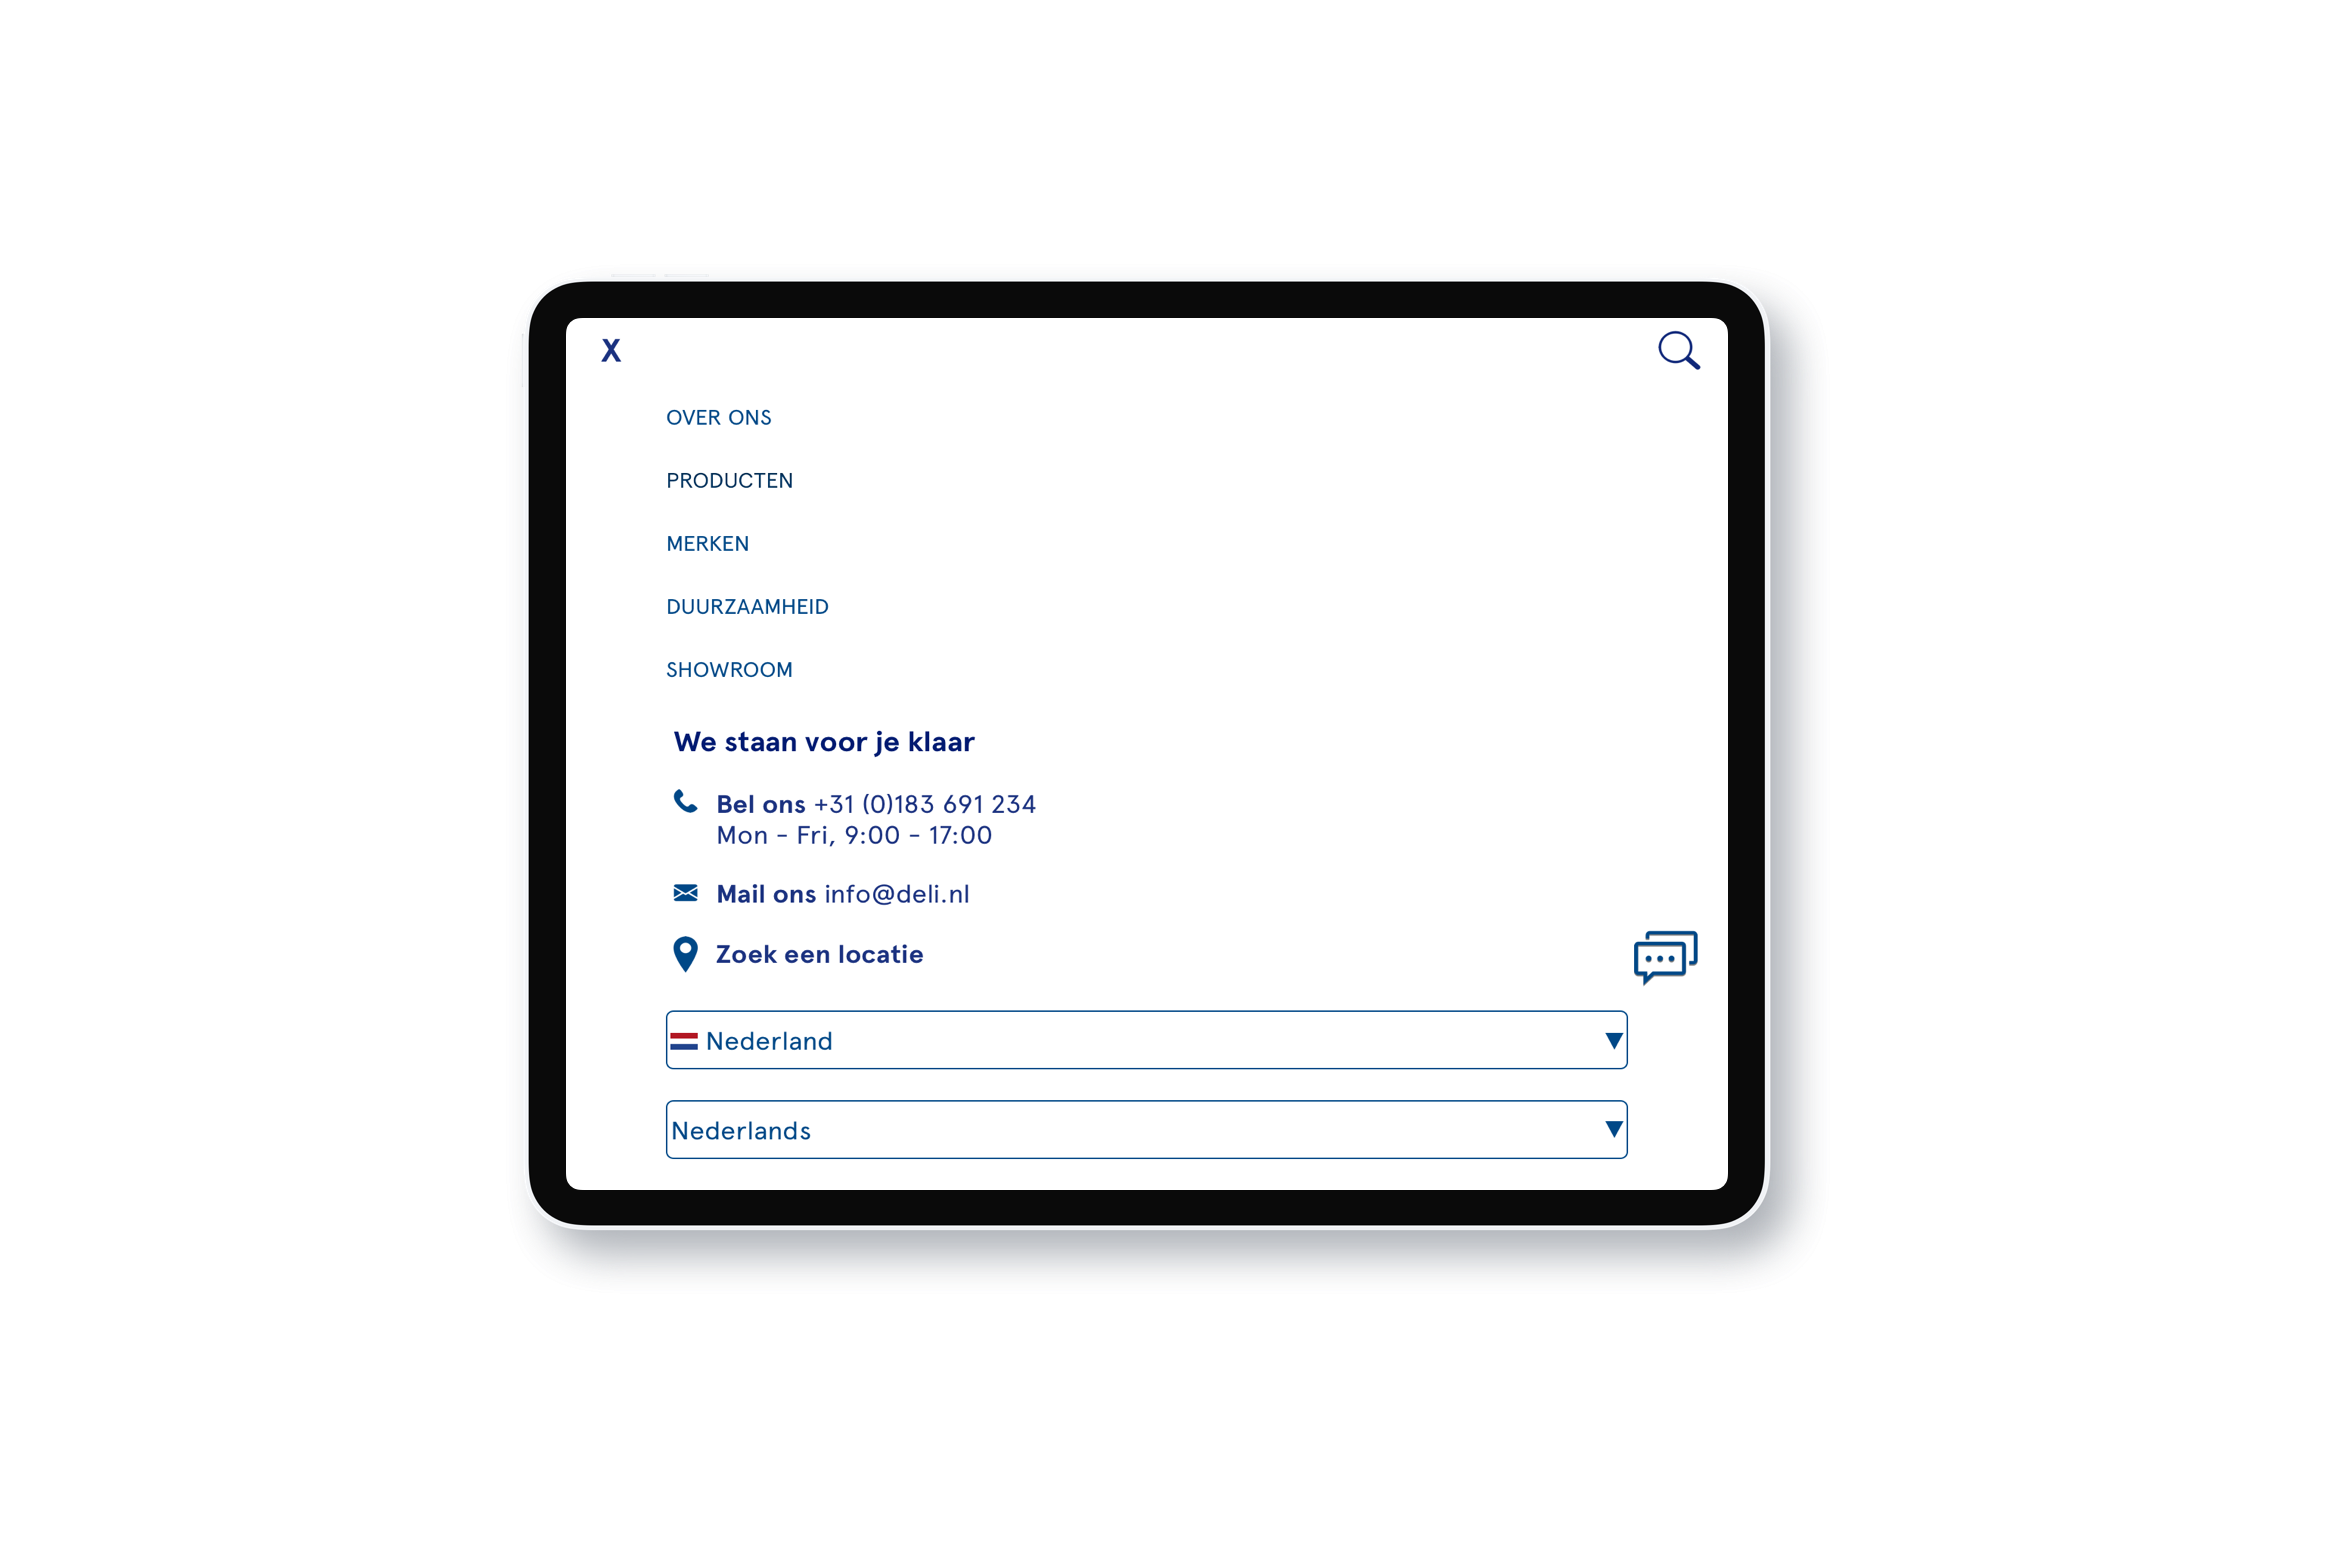 X
OVER ONS
PRODUCTEN
MERKEN
DUURZAAMHEID
SHOWROOM
We staan voor je klaar
Bel ons +31 (0)183 691 234
Mon - Fri, 9:00 - 17:00
Mail ons info@deli.nl
Zoek een locatie
Nederland
Nederlands